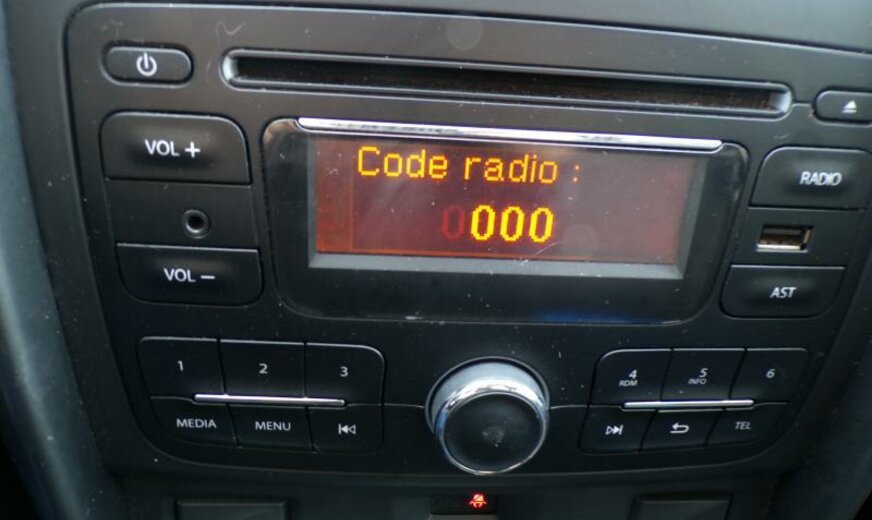 VOL +
Code radio :
0000
RADIO
VOL –
AST
1
2
3
4
RDM
5
INFO
6
MEDIA
MENU
TEL